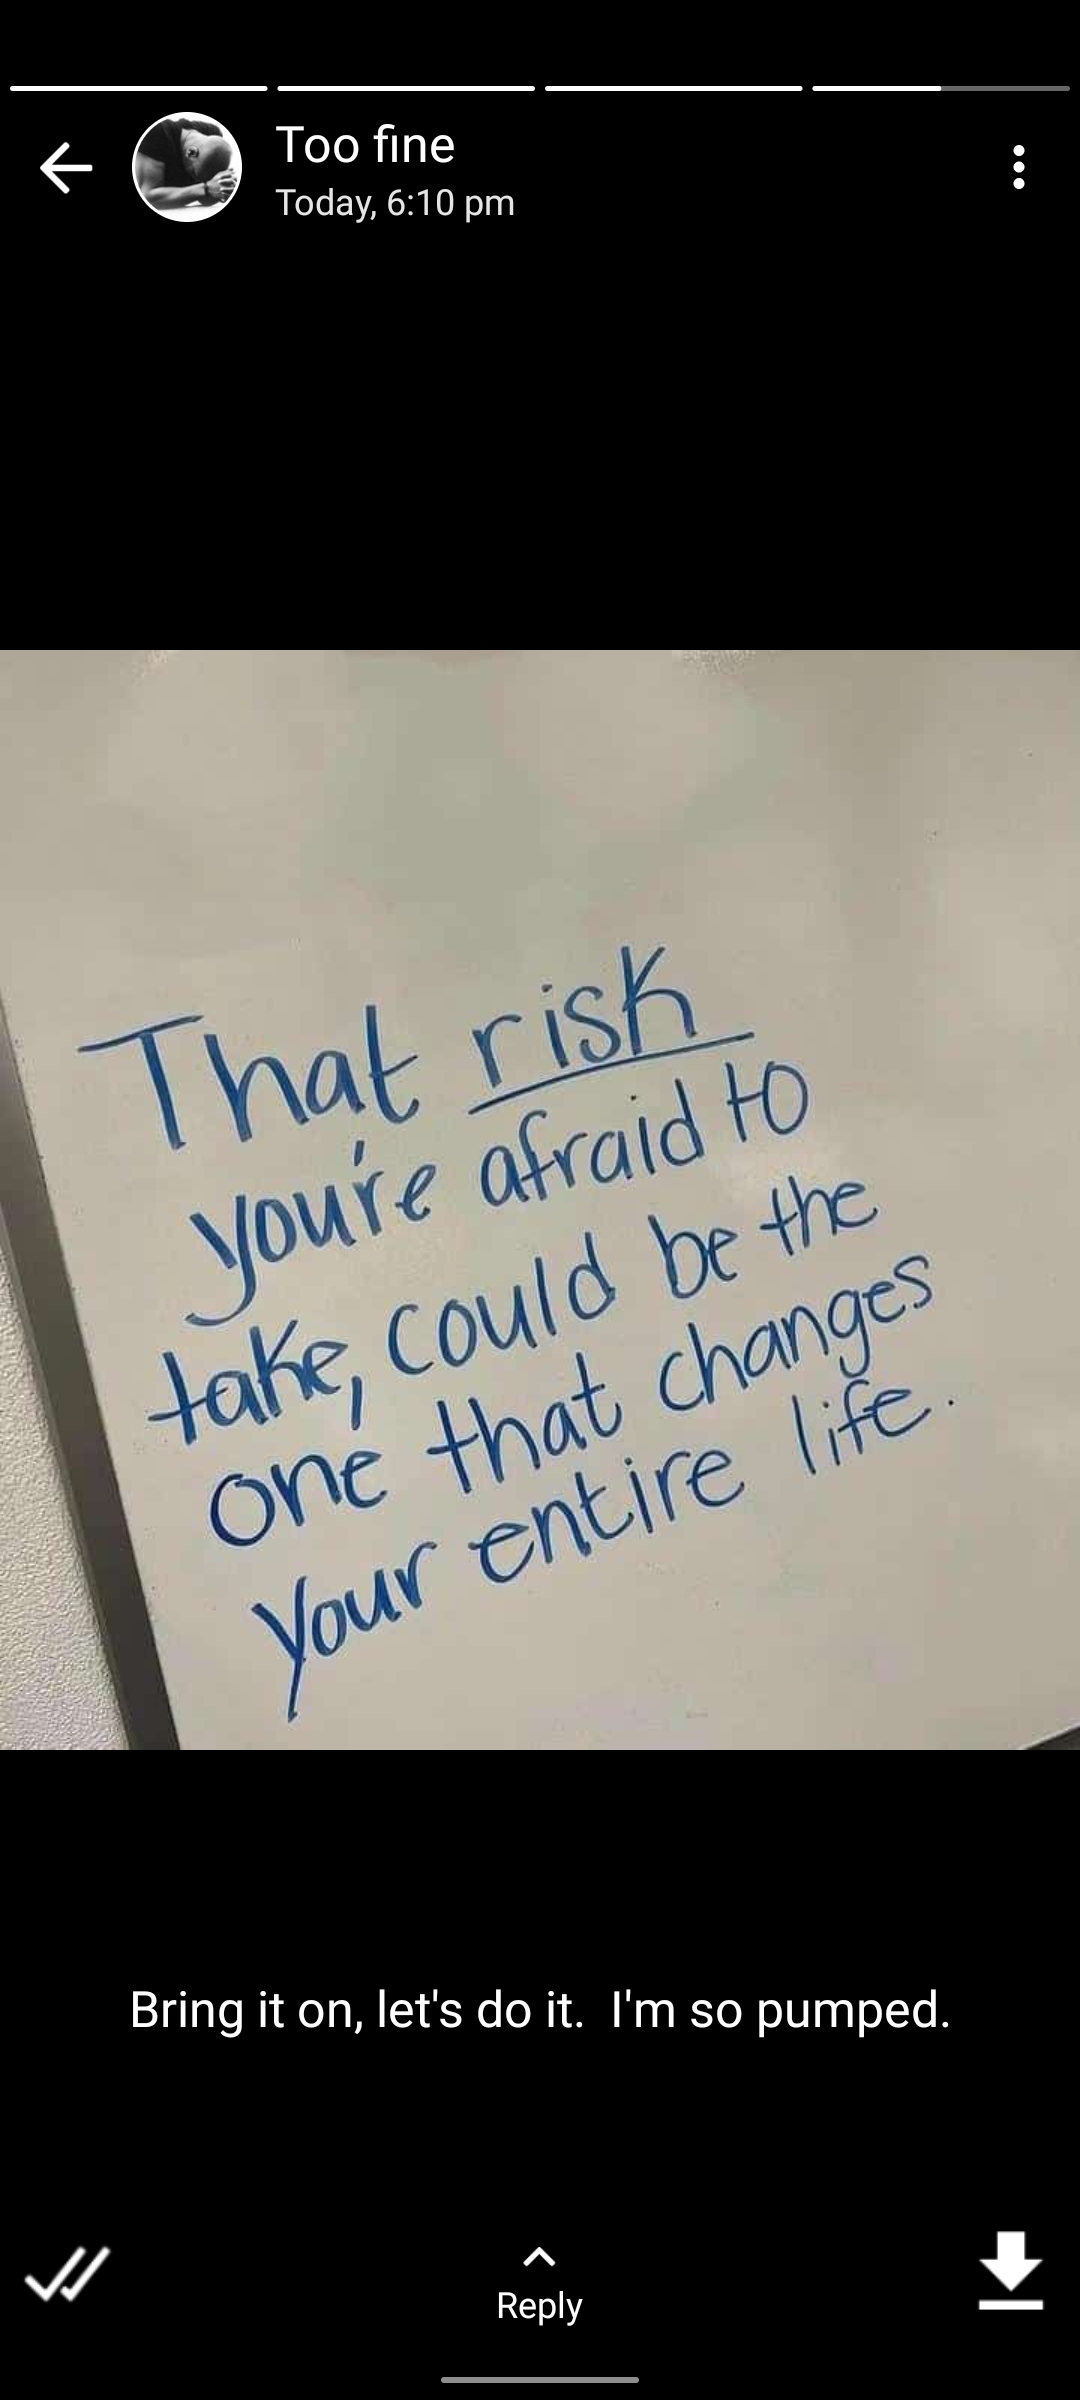 Too fine
Today, 6:10 pm
That risk
you're afraid to
take, could be the
one that changes
your entire life.
Bring it on, let's do it.  I'm so pumped.
Reply